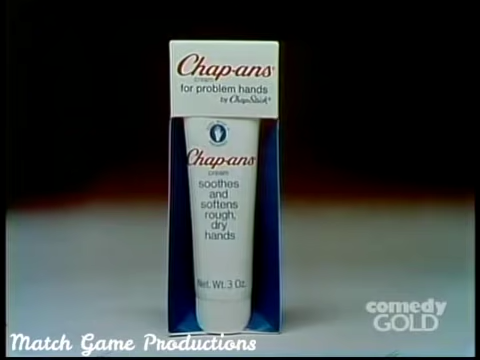 Chap-ans®
cream
for problem hands
by ChapStick®
Chap-ans®
cream
soothes
and
softens
rough,
dry
hands
Net. Wt. 3 Oz.
comedy
GOLD
Match Game Productions